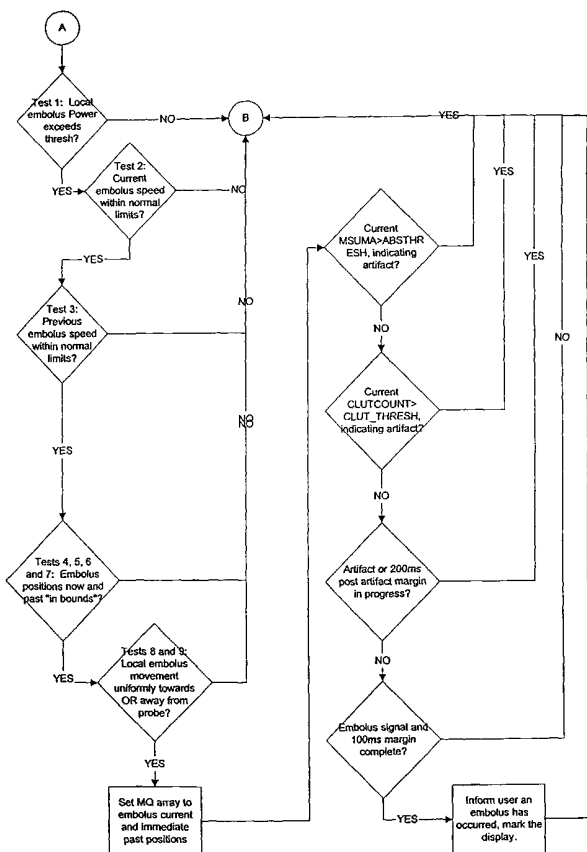 A
Test 1: Local
embolus Power
exceeds
thresh?
NO
B
YES
YES
Test 2:
Current
embolus speed
within normal
limits?
NO
YES
Test 3:
Previous
embolus speed
within normal
limits?
NO
NO
NO
YES
Tests 4, 5, 6
and 7: Embolus
positions now and
past "in bounds"?
YES
Tests 8 and 9:
Local embolus
movement
uniformly towards
OR away from
probe?
YES
Set MQ array to
embolus current
and immediate
past positions
Current
MSUMA>ABSTHR
ESH, indicating
artifact?
NO
YES
Current
CLUTCOUNT>
CLUT_THRESH,
indicating artifact?
NO
YES
Artifact or 200ms
post artifact margin
in progress?
NO
NO
Embolus signal and
100ms margin
complete?
YES
Inform user an
embolus has
occurred, mark the
display.